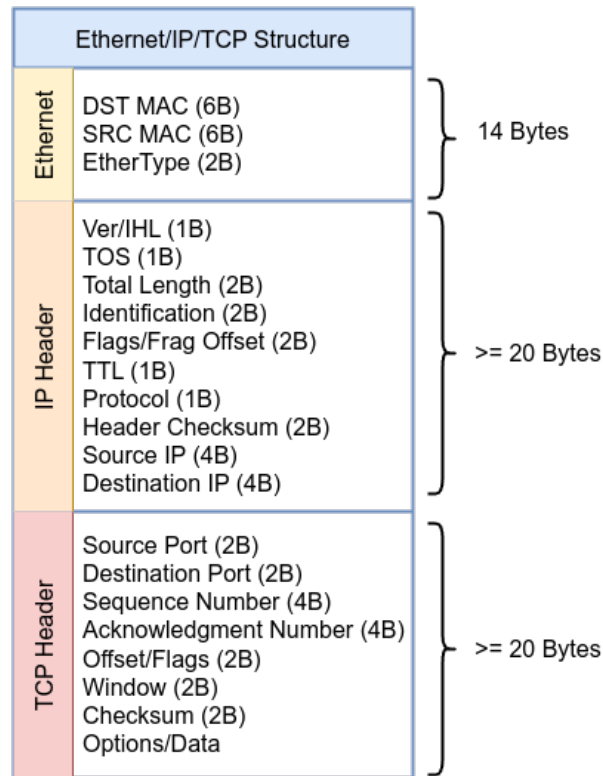 Ethernet/IP/TCP Structure
Ethernet
DST MAC (6B)
SRC MAC (6B)
EtherType (2B)
14 Bytes
IP Header
Ver/IHL (1B)
TOS (1B)
Total Length (2B)
Identification (2B)
Flags/Frag Offset (2B)
TTL (1B)
Protocol (1B)
Header Checksum (2B)
Source IP (4B)
Destination IP (4B)
>= 20 Bytes
TCP Header
Source Port (2B)
Destination Port (2B)
Sequence Number (4B)
Acknowledgment Number (4B)
Offset/Flags (2B)
Window (2B)
Checksum (2B)
Options/Data
>= 20 Bytes